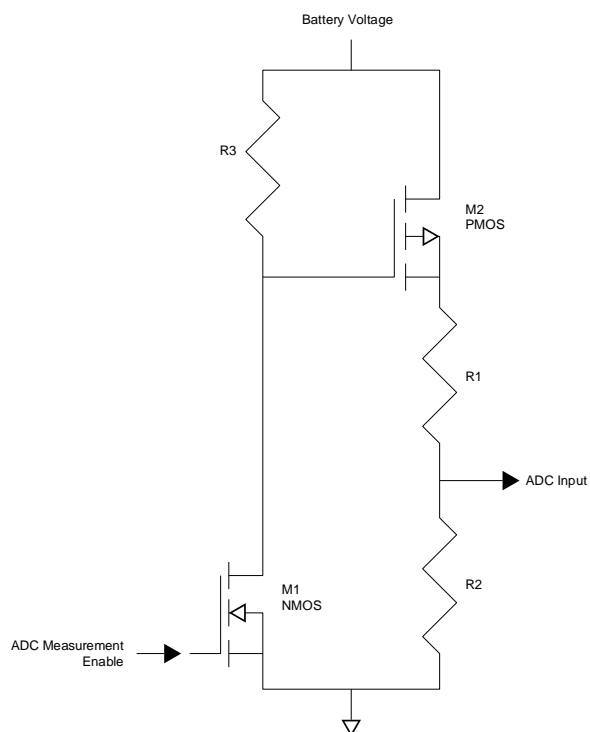 Battery Voltage
R3
M2
PMOS
R1
ADC Input
M1
NMOS
R2
ADC Measurement
Enable